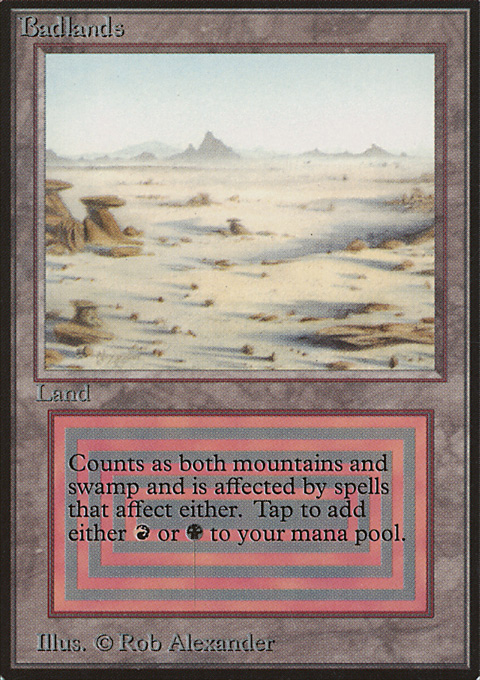 Badlands
Land
Counts as both mountains and
swamp and is affected by spells
that affect either. Tap to add
either or to your mana pool.
Illus. © Rob Alexander